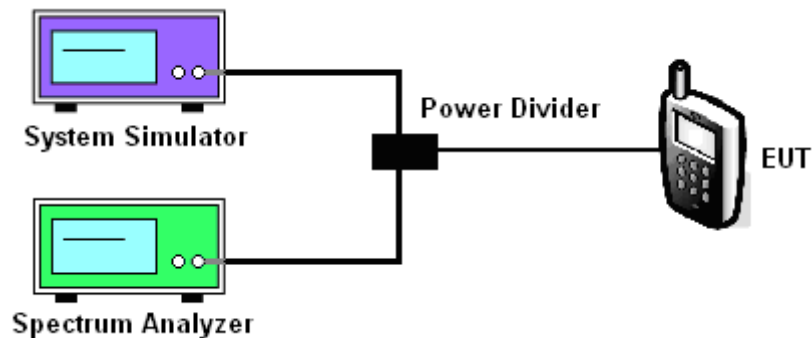 System Simulator
Power Divider
EUT
Spectrum Analyzer